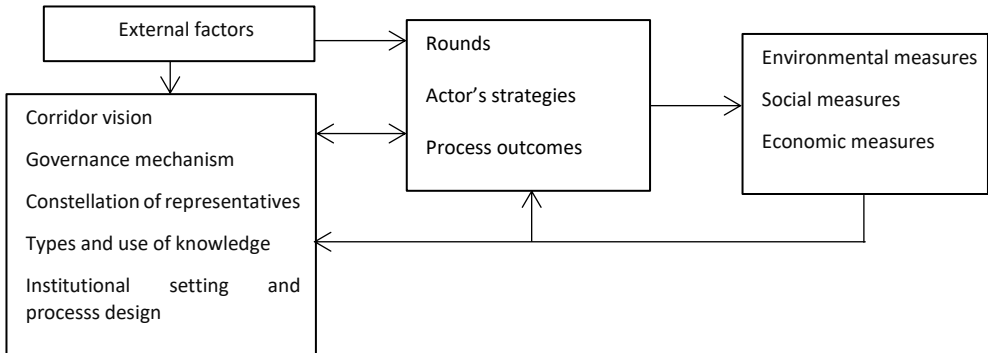 External factors
Corridor vision
Governance mechanism
Constellation of representatives
Types and use of knowledge
Institutional setting and
processs design
Rounds
Actor’s strategies
Process outcomes
Environmental measures
Social measures
Economic measures